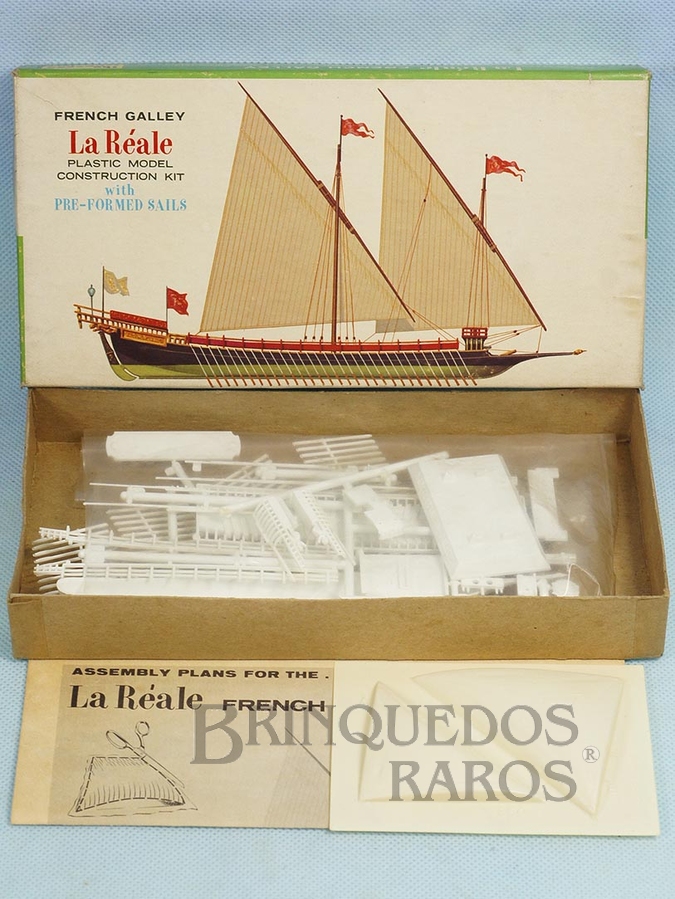 FRENCH GALLEY
La Réale
PLASTIC MODEL
CONSTRUCTION KIT
with
PRE-FORMED SAILS
ASSEMBLY PLANS FOR THE .
La Réale FRENCH
BRINQUEDOS
RAROS ®